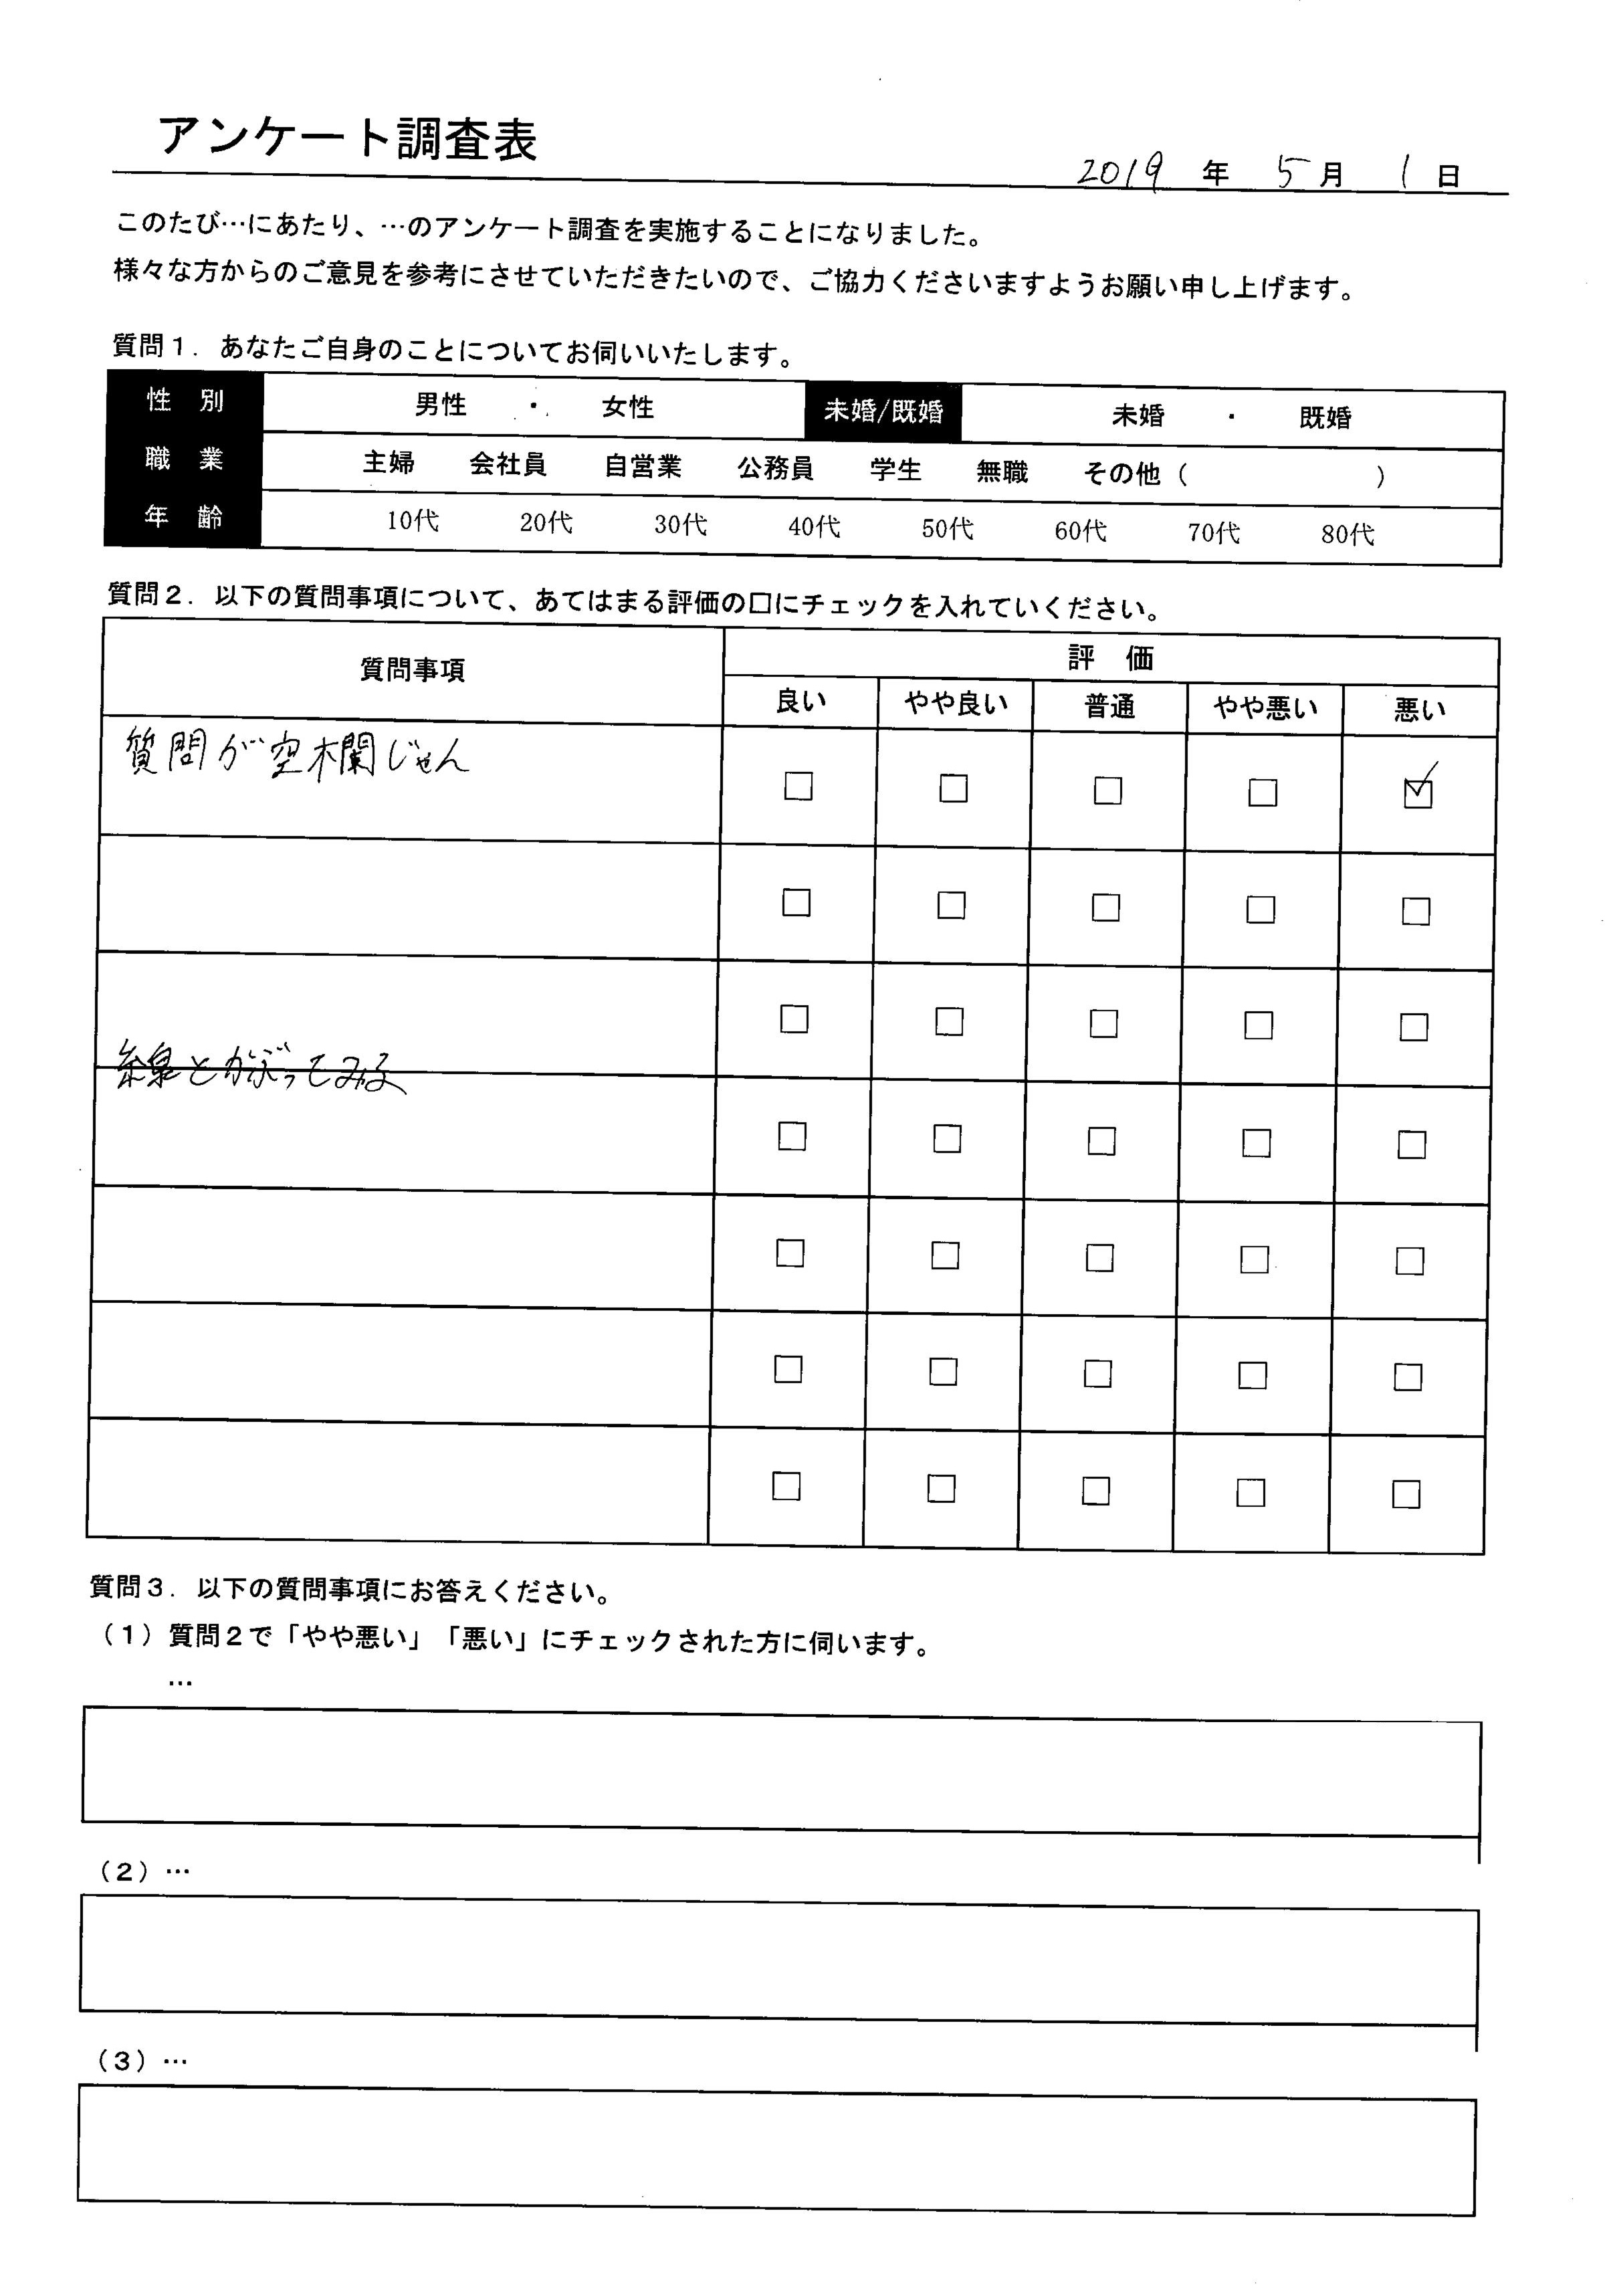 アンケート調査表
2019 年 5 月 1 日
このたび…にあたり、…のアンケート調査を実施することになりました。
様々な方からのご意見を参考にさせていただきたいので、ご協力くださいますようお願い申し上げます。
質問１．あなたご自身のことについてお伺いいたします。
性 別 男性 ・ 女性 未婚/既婚 未婚 ・ 既婚
職 業 主婦 会社員 自営業 公務員 学生 無職 その他（ ）
年 齢 10代 20代 30代 40代 50代 60代 70代 80代
質問２．以下の質問事項について、あてはまる評価の口にチェックを入れていください。
質問事項 評 価
良い やや良い 普通 やや悪い 悪い
質問が空欄じゃん □ □ □ □ ☑
□ □ □ □ □
□ □ □ □ □
線とかぶってみる
□ □ □ □ □
□ □ □ □ □
□ □ □ □ □
□ □ □ □ □
質問３．以下の質問事項にお答えください。
（１）質問２で「やや悪い」「悪い」にチェックされた方に伺います。
…
（２）…
（３）…